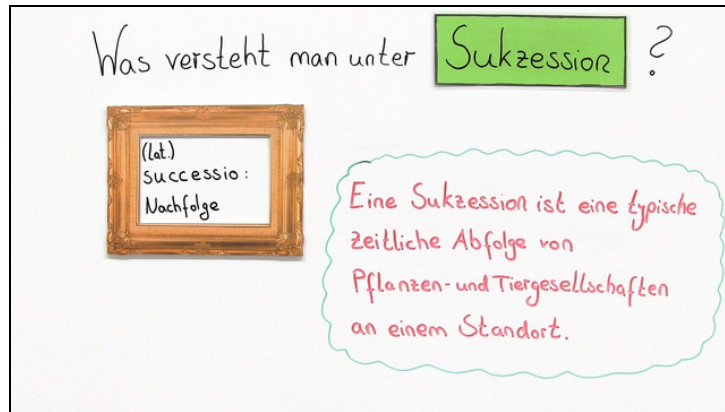 Was versteht man unter Sukzession ?
(lat.)
successio:
Nachfolge
Eine Sukzession ist eine typische
zeitliche Abfolge von
Pflanzen- und Tiergesellschaften
an einem Standort.